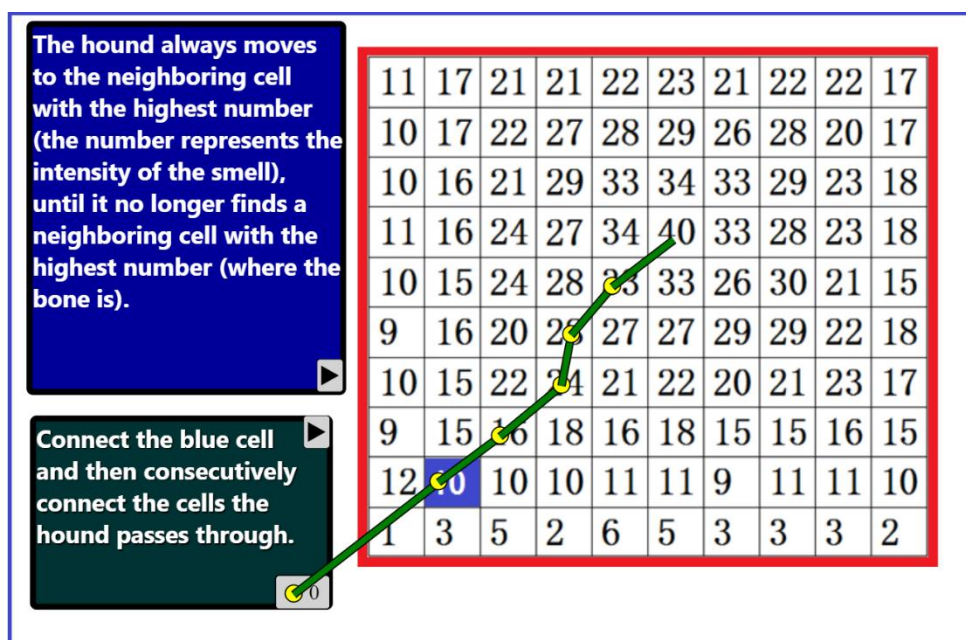 The hound always moves
to the neighboring cell
with the highest number
(the number represents the
intensity of the smell),
until it no longer finds a
neighboring cell with the
highest number (where the
bone is).
Connect the blue cell
and then consecutively
connect the cells the
hound passes through.
0
11 17 21 21 22 23 21 22 22 17
10 17 22 27 28 29 26 28 20 17
10 16 21 29 33 34 33 29 23 18
11 16 24 27 34 40 33 28 23 18
10 15 24 28 33 33 26 30 21 15
9 16 20 27 27 29 29 22 18
10 15 22 24 21 22 20 21 23 17
9 15 16 18 16 18 15 15 16 15
12 10 10 10 11 11 9 11 11 10
1 3 5 2 6 5 3 3 3 2